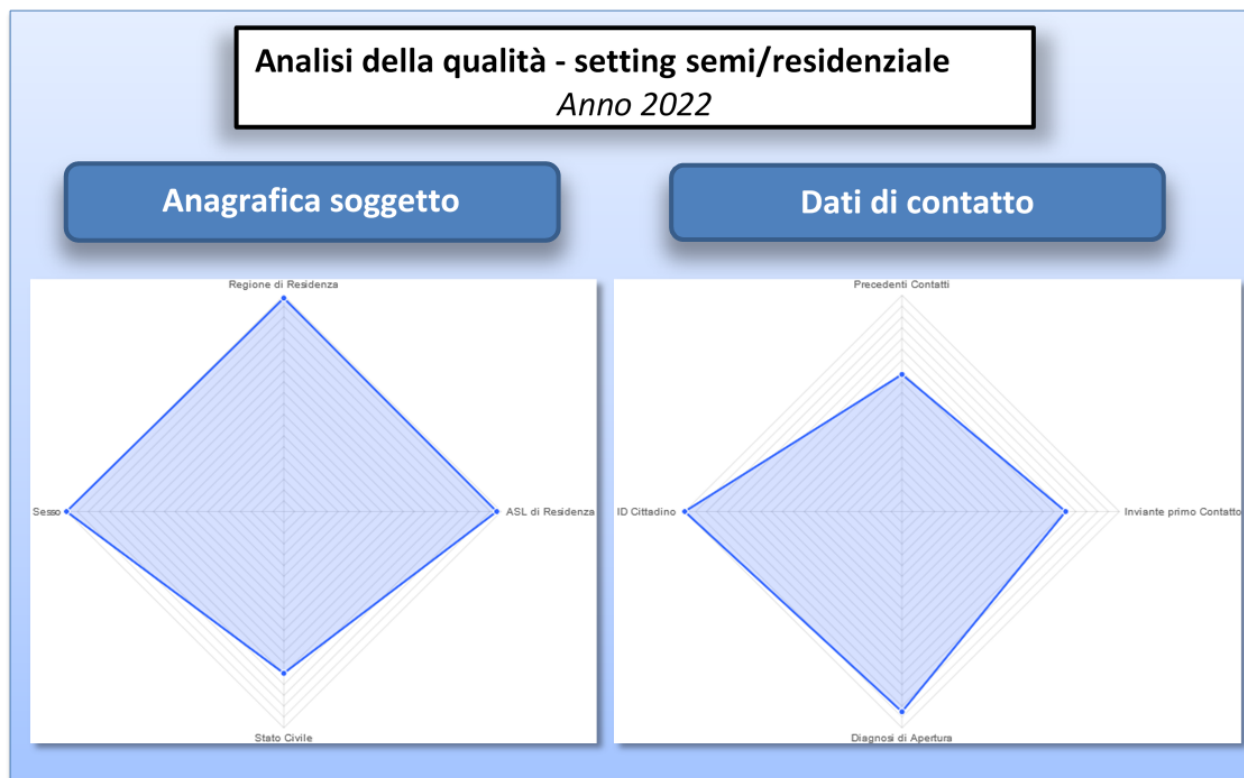 Analisi della qualità - setting semi/residenziale
Anno 2022
Anagrafica soggetto
Dati di contatto
Regione di Residenza
Sesso
ASL di Residenza
Stato Civile
Precedenti Contatti
ID Cittadino
Inviante primo Contatto
Diagnosi di Apertura